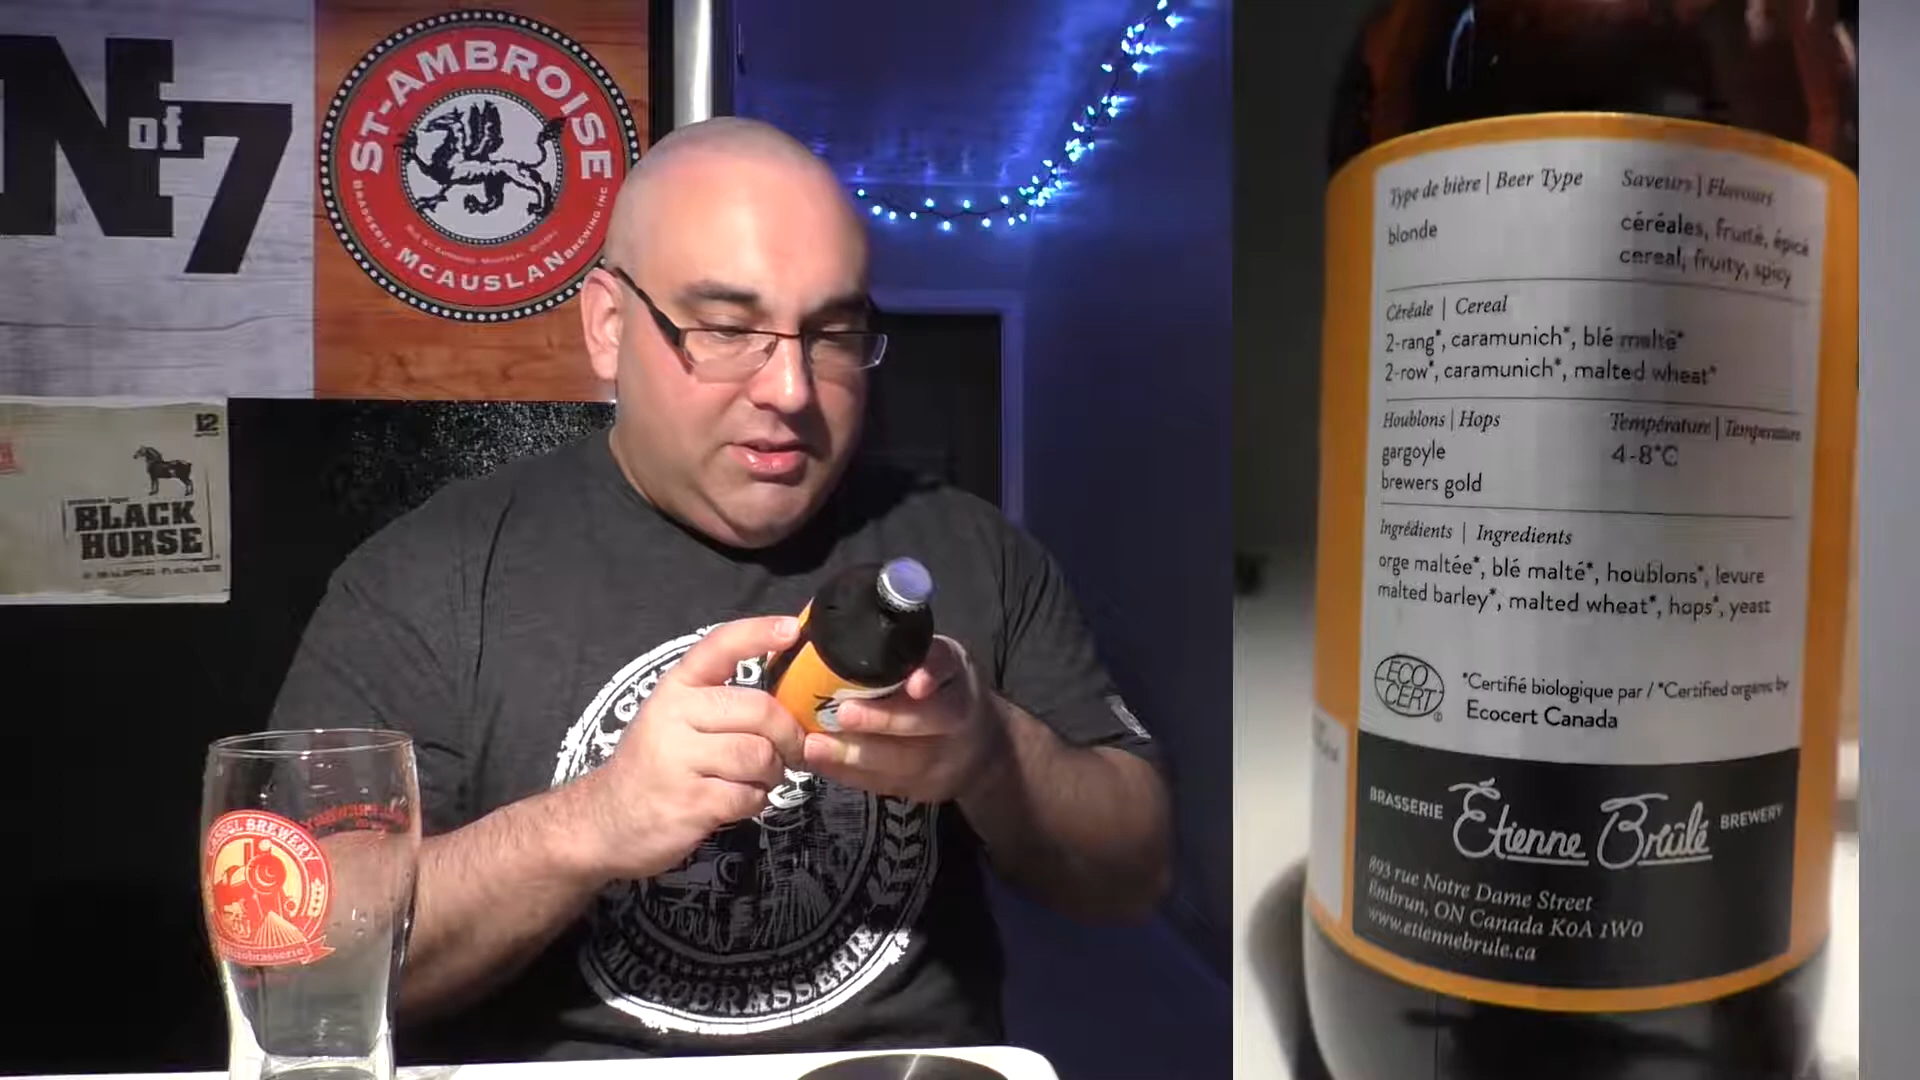 N of 7
ST-AMBROISE
BRASSERIE McAUSLAN BREWING INC
12
BLACK
HORSE
CASSEL BREWERY
Microbrasserie
MICROBRASSERIE
Type de bière | Beer Type
blonde
Saveurs | Flavours
céréales, fruité, épicé
cereal, fruity, spicy
Céréale | Cereal
2-rang*, caramunich*, blé malté*
2-row*, caramunich*, malted wheat*
Houblons | Hops
gargoyle
brewers gold
Température | Temperature
4-8°C
Ingrédients | Ingredients
orge maltée*, blé malté*, houblons*, levure
malted barley*, malted wheat*, hops*, yeast
ECO
CERT
*Certifié biologique par / *Certified organic by
Ecocert Canada
BRASSERIE Étienne Brûlé BREWERY
893 rue Notre Dame Street
Embrun, ON Canada K0A 1W0
www.etiennebrule.ca